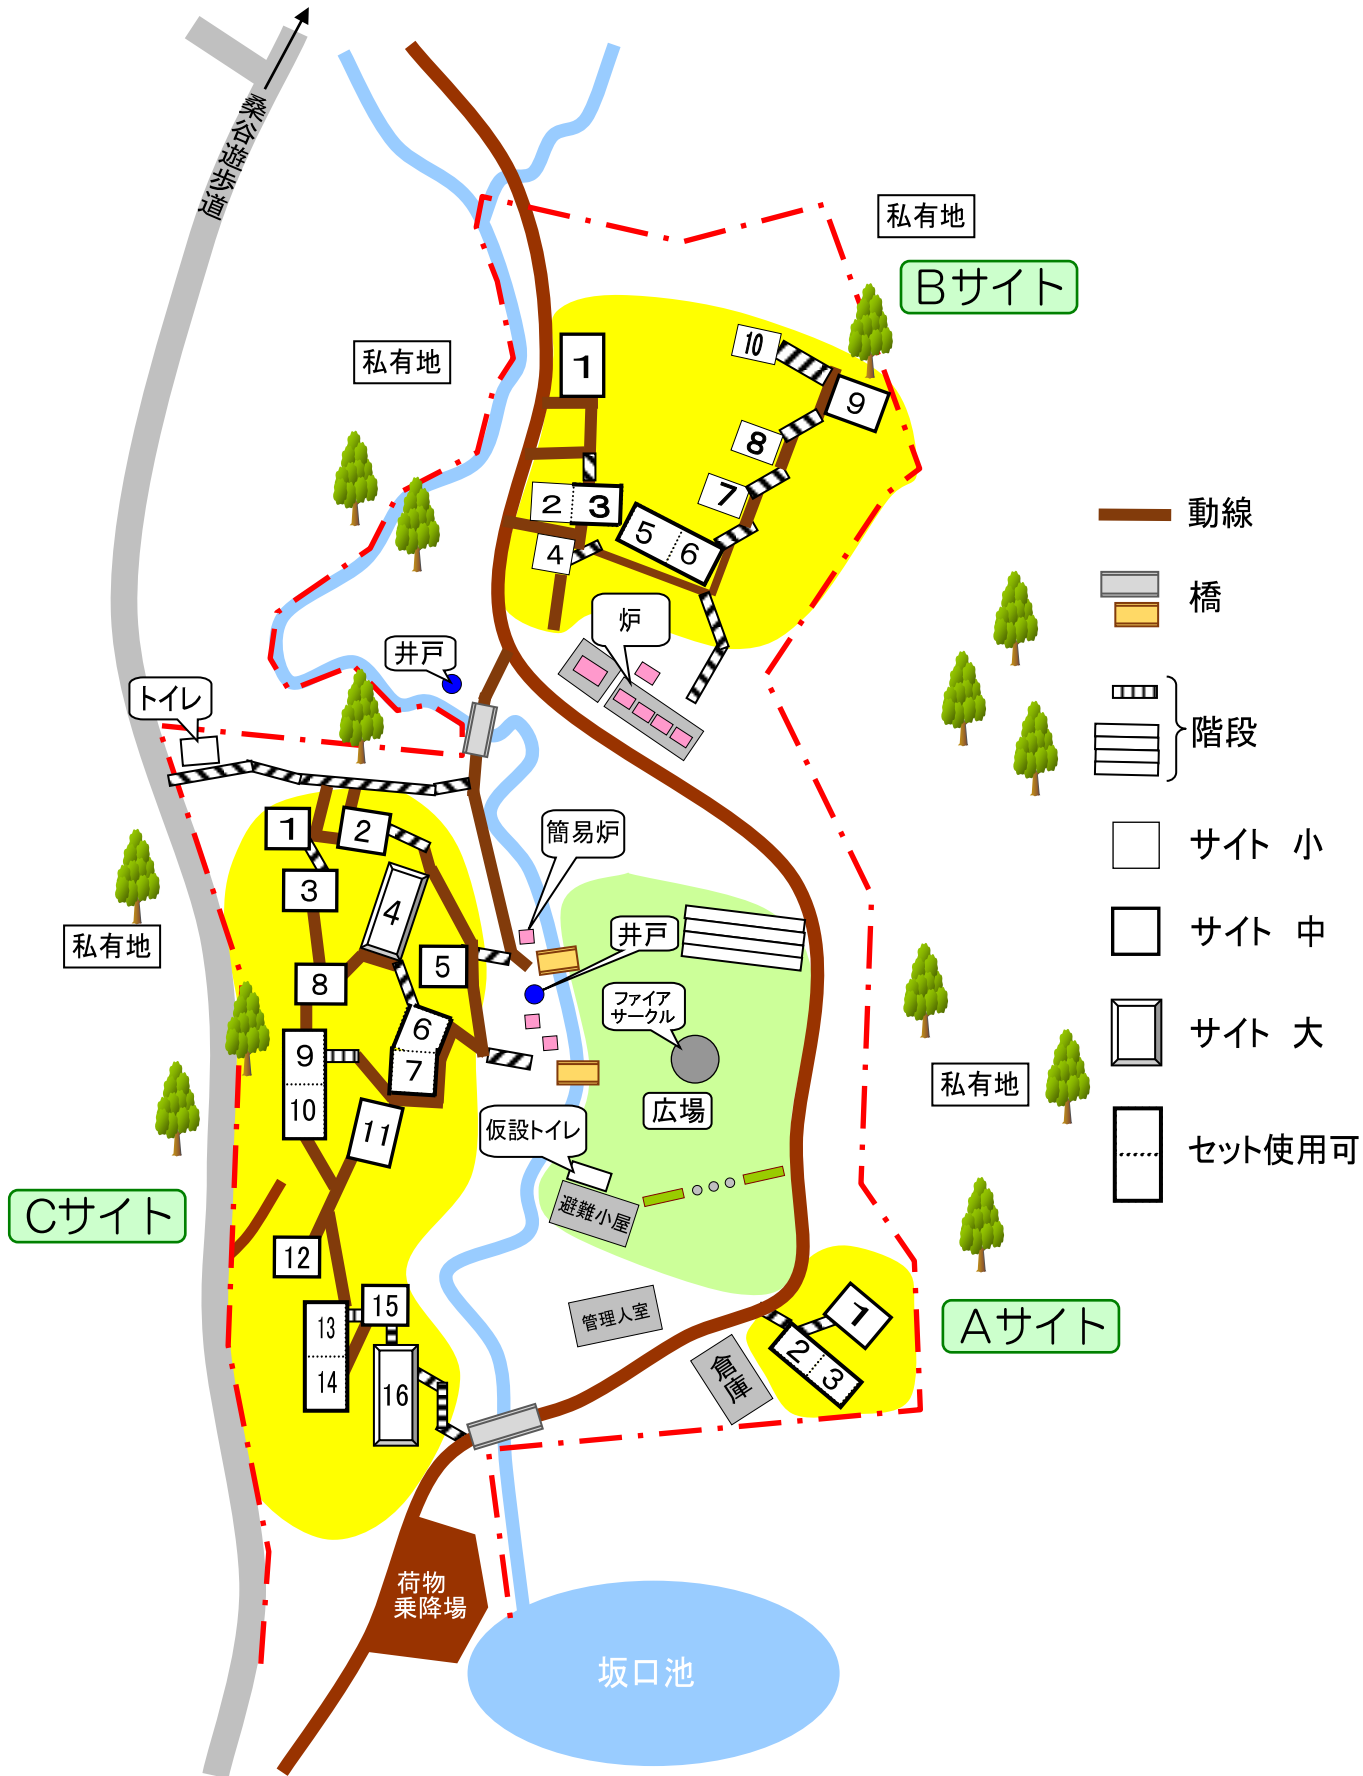 桑谷遊歩道
私有地
Bサイト
私有地
10
1
9
8
7
2
3
5
6
4
動線
橋
階段
サイト 小
サイト 中
サイト 大
セット使用可
炉
井戸
トイレ
1
2
3
4
5
8
6
7
9
10
11
簡易炉
井戸
ファイア
サークル
広場
私有地
私有地
仮設トイレ
避難小屋
Cサイト
12
13
14
15
16
管理人室
倉庫
1
2
3
Aサイト
荷物
乗降場
坂口池